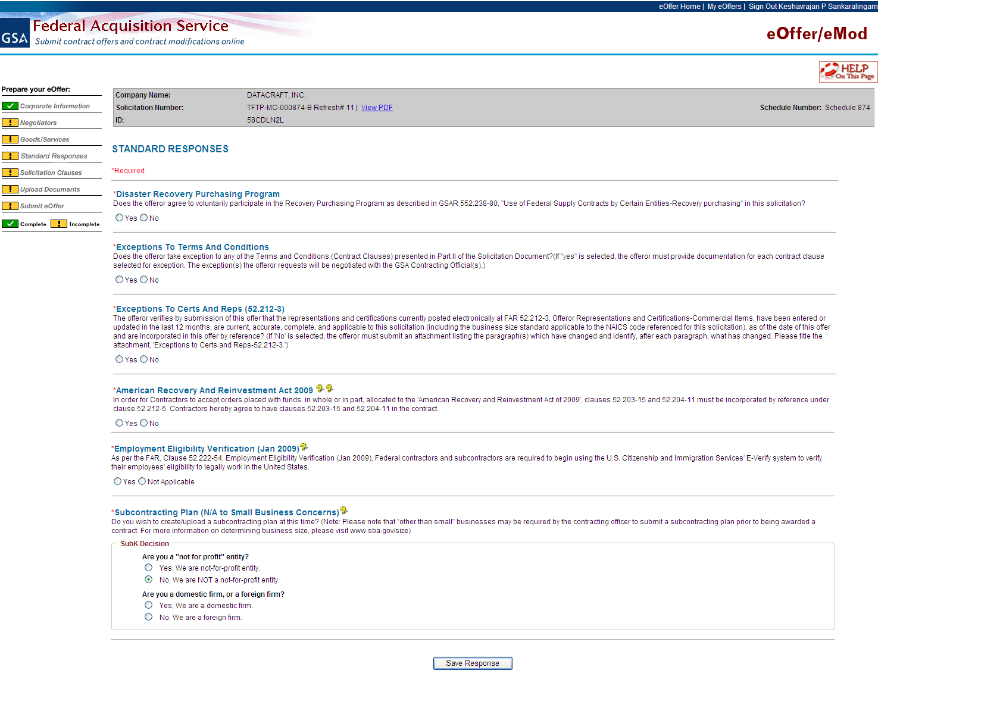 eOffer Home | My eOffers | Sign Out Keshavrajan P Sankaralingam
GSA
Federal Acquisition Service
Submit contract offers and contract modifications online
eOffer/eMod
HELP
On This Page
Prepare your eOffer:
Corporate Information
Negotiators
Goods/Services
Standard Responses
Solicitation Clauses
Upload Documents
Submit eOffer
Complete Incomplete
Company Name: DATACRAFT, INC.
Solicitation Number: TFTP-MC-000874-B Refresh# 11 | View PDF Schedule Number: Schedule 874
ID: 58CDLN2L
STANDARD RESPONSES
*Required
*Disaster Recovery Purchasing Program
Does the offeror agree to voluntarily participate in the Recovery Purchasing Program as described in GSAR 552.238-80, "Use of Federal Supply Contracts by Certain Entities-Recovery purchasing" in this solicitation?
Yes No
*Exceptions To Terms And Conditions
Does the offeror take exception to any of the Terms and Conditions (Contract Clauses) presented in Part II of the Solicitation Document?(If "yes" is selected, the offeror must provide documentation for each contract clause
selected for exception. The exception(s) the offeror requests will be negotiated with the GSA Contracting Official(s).)
Yes No
*Exceptions To Certs And Reps (52.212-3)
The offeror verifies by submission of this offer that the representations and certifications currently posted electronically at FAR 52.212-3, Offeror Representations and Certifications-Commercial Items, have been entered or
updated in the last 12 months, are current, accurate, complete, and applicable to this solicitation (including the business size standard applicable to the NAICS code referenced for this solicitation), as of the date of this offer
and are incorporated in this offer by reference? (If 'No' is selected, the offeror must submit an attachment listing the paragraph(s) which have changed and identify, after each paragraph, what has changed. Please title the
attachment, 'Exceptions to Certs and Reps-52.212-3.')
Yes No
*American Recovery And Reinvestment Act 2009
In order for Contractors to accept orders placed with funds, in whole or in part, allocated to the 'American Recovery and Reinvestment Act of 2009', clauses 52.203-15 and 52.204-11 must be incorporated by reference under
clause 52.212-5. Contractors hereby agree to have clauses 52.203-15 and 52.204-11 in the contract.
Yes No
*Employment Eligibility Verification (Jan 2009)
As per the FAR, Clause 52.222-54, Employment Eligibility Verification (Jan 2009), Federal contractors and subcontractors are required to begin using the U.S. Citizenship and Immigration Services' E-Verify system to verify
their employees' eligibility to legally work in the United States.
Yes Not Applicable
*Subcontracting Plan (N/A to Small Business Concerns)
Do you wish to create/upload a subcontracting plan at this time? (Note: Please note that "other than small" businesses may be required by the contracting officer to submit a subcontracting plan prior to being awarded a
contract. For more information on determining business size, please visit www.sba.gov/size)
SubK Decision
Are you a "not for profit" entity?
Yes, We are not-for-profit entity.
No, We are NOT a not-for-profit entity.
Are you a domestic firm, or a foreign firm?
Yes, We are a domestic firm.
No, We are a foreign firm.
Save Response